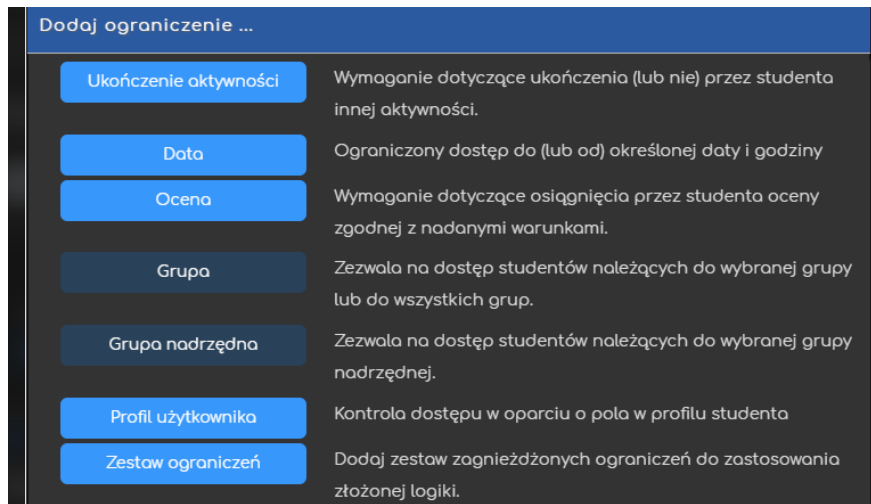 Dodaj ograniczenie ...
Ukończenie aktywności
Wymaganie dotyczące ukończenia (lub nie) przez studenta
innej aktywności.
Data
Ograniczony dostęp do (lub od) określonej daty i godziny
Ocena
Wymaganie dotyczące osiągnięcia przez studenta oceny
zgodnej z nadanymi warunkami.
Grupa
Zezwala na dostęp studentów należących do wybranej grupy
lub do wszystkich grup.
Grupa nadrzędna
Zezwala na dostęp studentów należących do wybranej grupy
nadrzędnej.
Profil użytkownika
Kontrola dostępu w oparciu o pola w profilu studenta
Zestaw ograniczeń
Dodaj zestaw zagnieżdżonych ograniczeń do zastosowania
złożonej logiki.